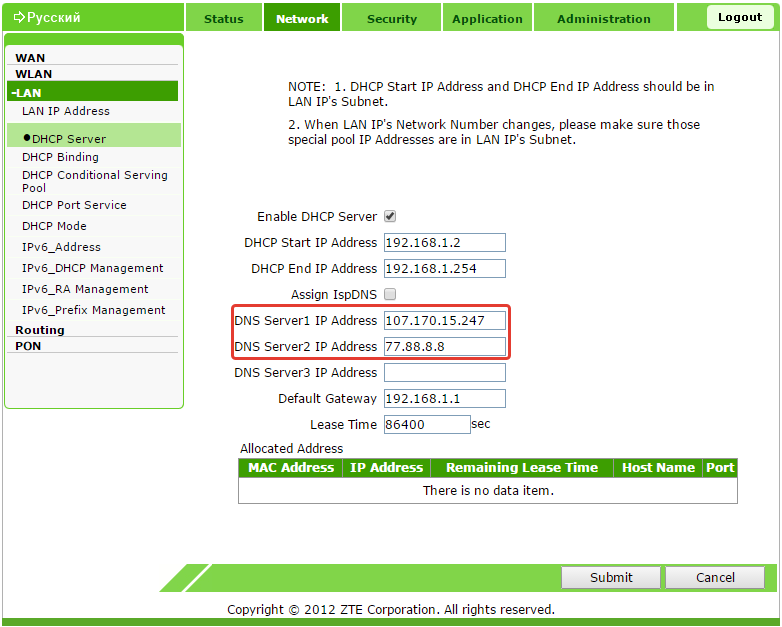 ⇨Русский
Status
Network
Security
Application
Administration
Logout
WAN
WLAN
-LAN
LAN IP Address
●DHCP Server
DHCP Binding
DHCP Conditional Serving
Pool
DHCP Port Service
DHCP Mode
IPv6_Address
IPv6_DHCP Management
IPv6_RA Management
IPv6_Prefix Management
Routing
PON
NOTE: 1. DHCP Start IP Address and DHCP End IP Address should be in
LAN IP's Subnet.
2. When LAN IP's Network Number changes, please make sure those
special pool IP Addresses are in LAN IP's Subnet.
Enable DHCP Server
DHCP Start IP Address 192.168.1.2
DHCP End IP Address 192.168.1.254
Assign IspDNS
DNS Server1 IP Address 107.170.15.247
DNS Server2 IP Address 77.88.8.8
DNS Server3 IP Address
Default Gateway 192.168.1.1
Lease Time 86400 sec
Allocated Address
MAC Address IP Address Remaining Lease Time Host Name Port
There is no data item.
Submit Cancel
Copyright © 2012 ZTE Corporation. All rights reserved.